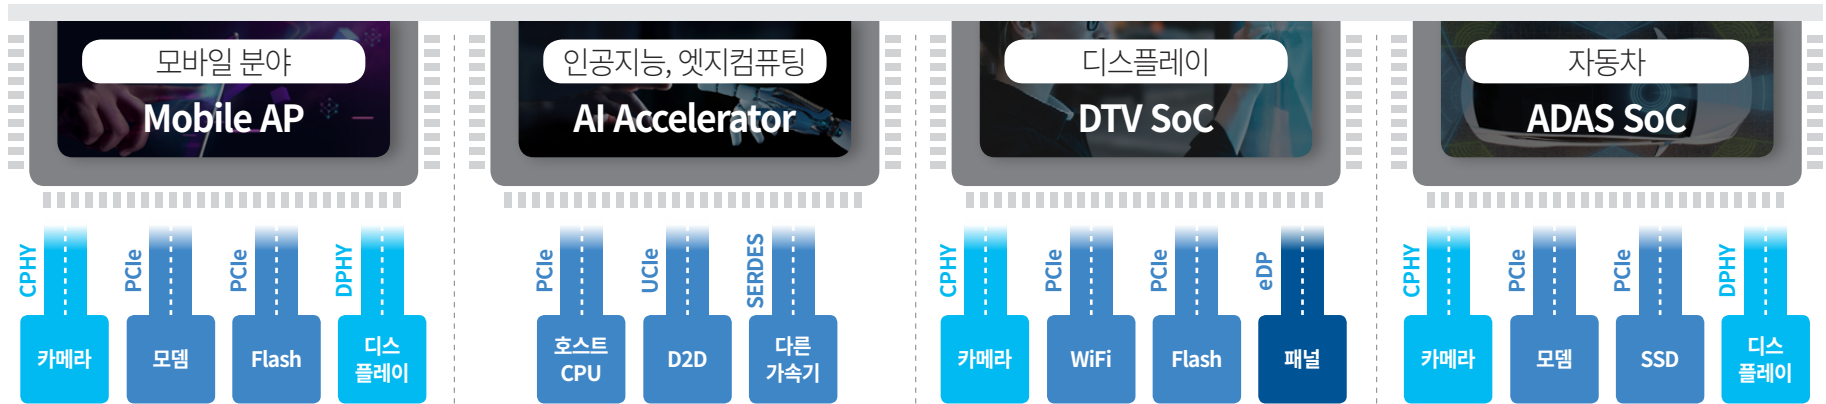 모바일 분야
Mobile AP
CPHY
카메라
PCIe
모뎀
PCIe
Flash
DPHY
디스
플레이
인공지능, 엣지컴퓨팅
AI Accelerator
PCIe
호스트
CPU
UCIe
D2D
SERDES
다른
가속기
디스플레이
DTV SoC
CPHY
카메라
PCIe
WiFi
PCIe
Flash
eDP
패널
자동차
ADAS SoC
CPHY
카메라
PCIe
모뎀
PCIe
SSD
DPHY
디스
플레이